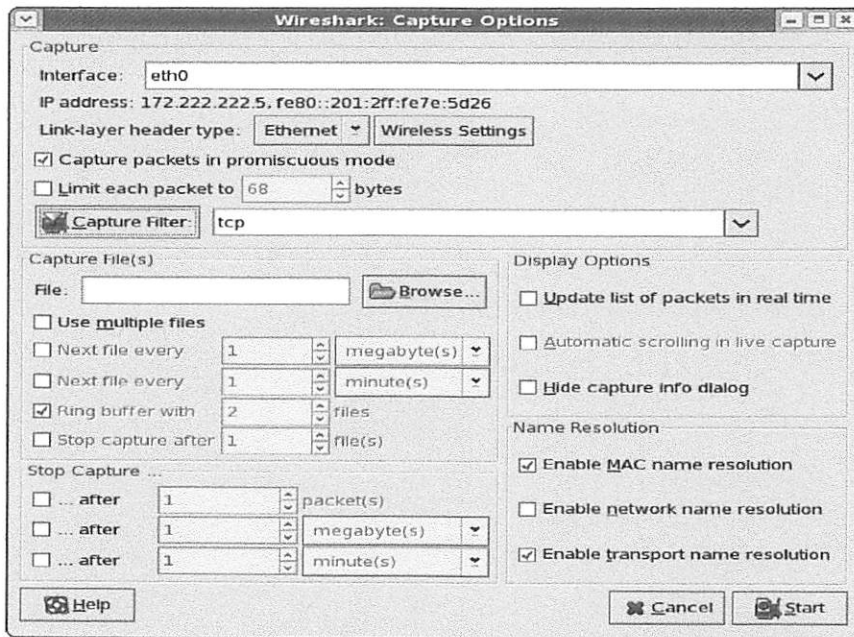 Wireshark: Capture Options
Capture
Interface: eth0
IP address: 172.222.222.5, fe80::201:2ff:fe7e:5d26
Link-layer header type: Ethernet Wireless Settings
Capture packets in promiscuous mode
Limit each packet to 68 bytes
Capture Filter: tcp
Capture File(s)
File: Browse...
Use multiple files
Next file every 1 megabyte(s)
Next file every 1 minute(s)
Ring buffer with 2 files
Stop capture after 1 file(s)
Stop Capture ...
... after 1 packet(s)
... after 1 megabyte(s)
... after 1 minute(s)
Display Options
Update list of packets in real time
Automatic scrolling in live capture
Hide capture info dialog
Name Resolution
Enable MAC name resolution
Enable network name resolution
Enable transport name resolution
Help Cancel Start